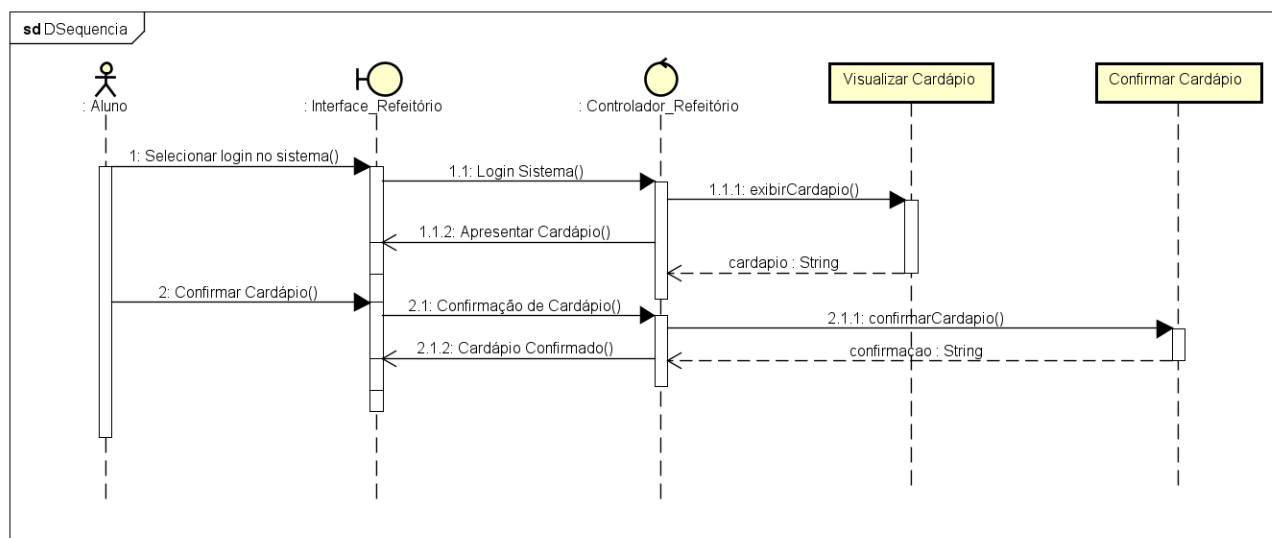 sd DSequencia
: Aluno
: Interface_Refeitório
: Controlador_Refeitório
Visualizar Cardápio
Confirmar Cardápio
1: Selecionar login no sistema()
1.1: Login Sistema()
1.1.1: exibirCardapio()
1.1.2: Apresentar Cardápio()
cardapio : String
2: Confirmar Cardápio()
2.1: Confirmação de Cardápio()
2.1.1: confirmarCardapio()
2.1.2: Cardápio Confirmado()
confirmaçao : String